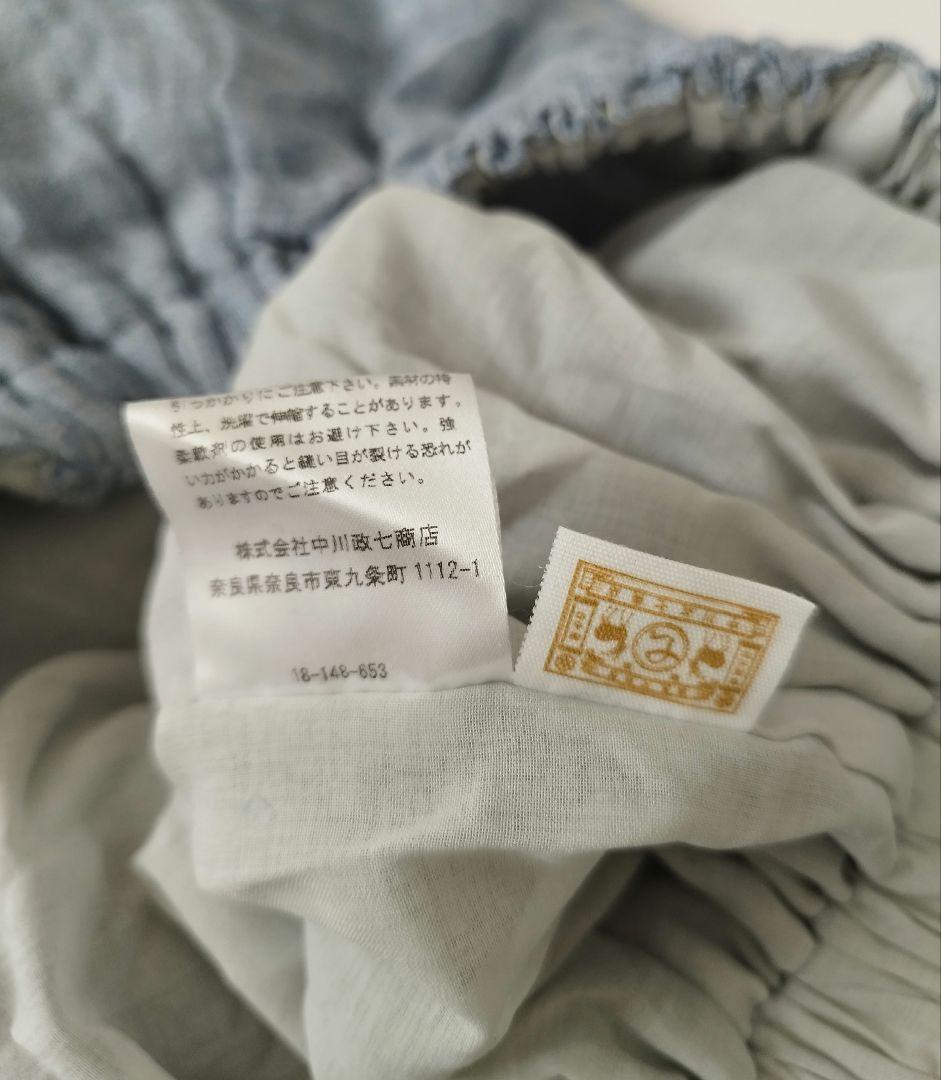 引っかかりにご注意下さい。素材の特
性上、洗濯で伸縮することがあります。
柔軟剤の使用はお避け下さい。強
い力がかかると縫い目が裂ける恐れが
ありますのでご注意ください。
株式会社中川政七商店
奈良県奈良市東九条町1112-1
18-148-653